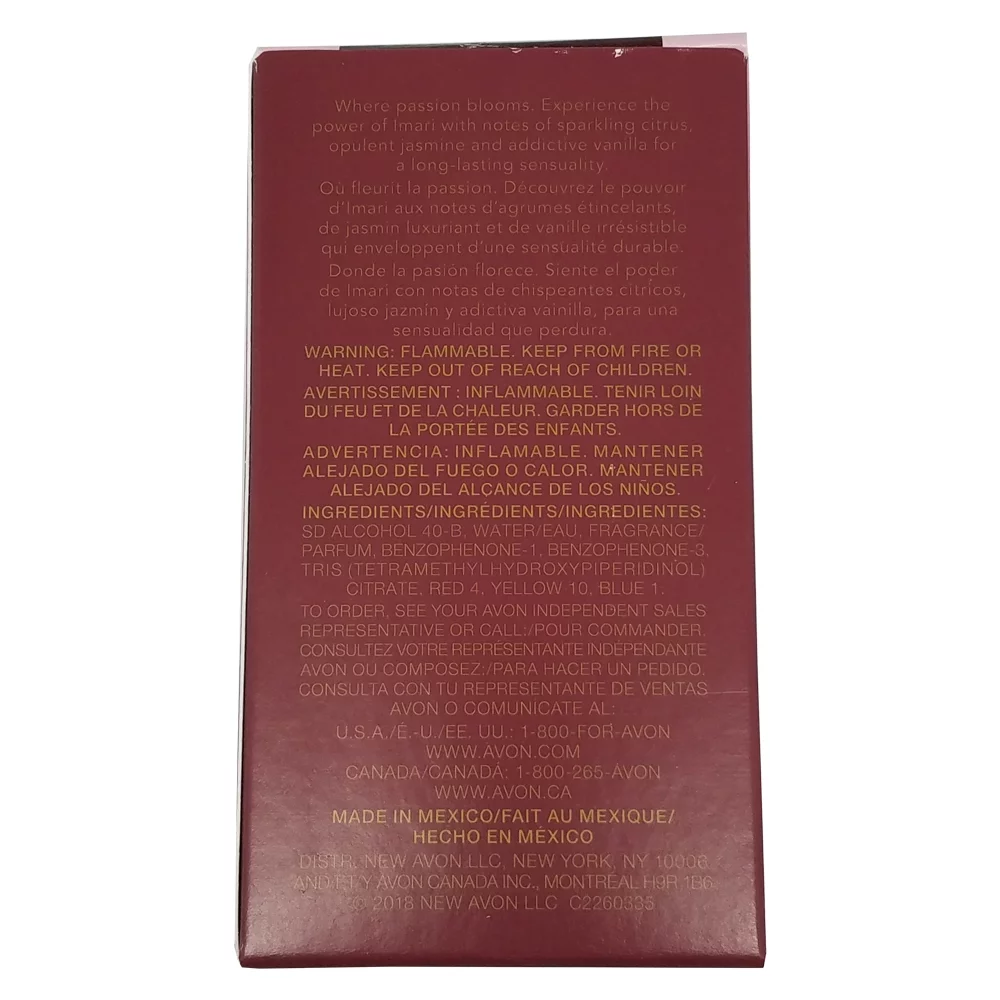 Where passion blooms. Experience the
power of Imari with notes of sparkling citrus,
opulent jasmine and addictive vanilla for
a long-lasting sensuality.
Où fleurit la passion. Découvrez le pouvoir
d'Imari aux notes d'agrumes étincelants,
de jasmin luxuriant et de vanille irrésistible
qui enveloppent d'une sensualité durable.
Donde la pasión florece. Siente el poder
de Imari con notas de chispeantes cítricos,
lujoso jazmín y adictiva vainilla, para una
sensualidad que perdura.
WARNING: FLAMMABLE. KEEP FROM FIRE OR
HEAT. KEEP OUT OF REACH OF CHILDREN.
AVERTISSEMENT : INFLAMMABLE. TENIR LOIN
DU FEU ET DE LA CHALEUR. GARDER HORS DE
LA PORTÉE DES ENFANTS.
ADVERTENCIA: INFLAMABLE. MANTENER
ALEJADO DEL FUEGO O CALOR. MANTENER
ALEJADO DEL ALCANCE DE LOS NIÑOS.
INGREDIENTS/INGRÉDIENTS/INGREDIENTES:
SD ALCOHOL 40-B, WATER/EAU, FRAGRANCE/
PARFUM, BENZOPHENONE-1, BENZOPHENONE-3,
TRIS (TETRAMETHYLHYDROXYPIPERIDINOL)
CITRATE, RED 4, YELLOW 10, BLUE 1.
TO ORDER, SEE YOUR AVON INDEPENDENT SALES
REPRESENTATIVE OR CALL:/POUR COMMANDER,
CONSULTEZ VOTRE REPRÉSENTANTE INDÉPENDANTE
AVON OU COMPOSEZ:/PARA HACER UN PEDIDO,
CONSULTA CON TU REPRESENTANTE DE VENTAS
AVON O COMUNICATE AL:
U.S.A./É.-U./EE. UU.: 1-800-FOR-AVON
WWW.AVON.COM
CANADA/CANADÁ: 1-800-265-AVON
WWW.AVON.CA
MADE IN MEXICO/FAIT AU MEXIQUE/
HECHO EN MÉXICO
DISTR. NEW AVON LLC, NEW YORK, NY 10006
AND ET Y AVON CANADA INC., MONTRÉAL H9R 1B6
© 2018 NEW AVON LLC C2260335